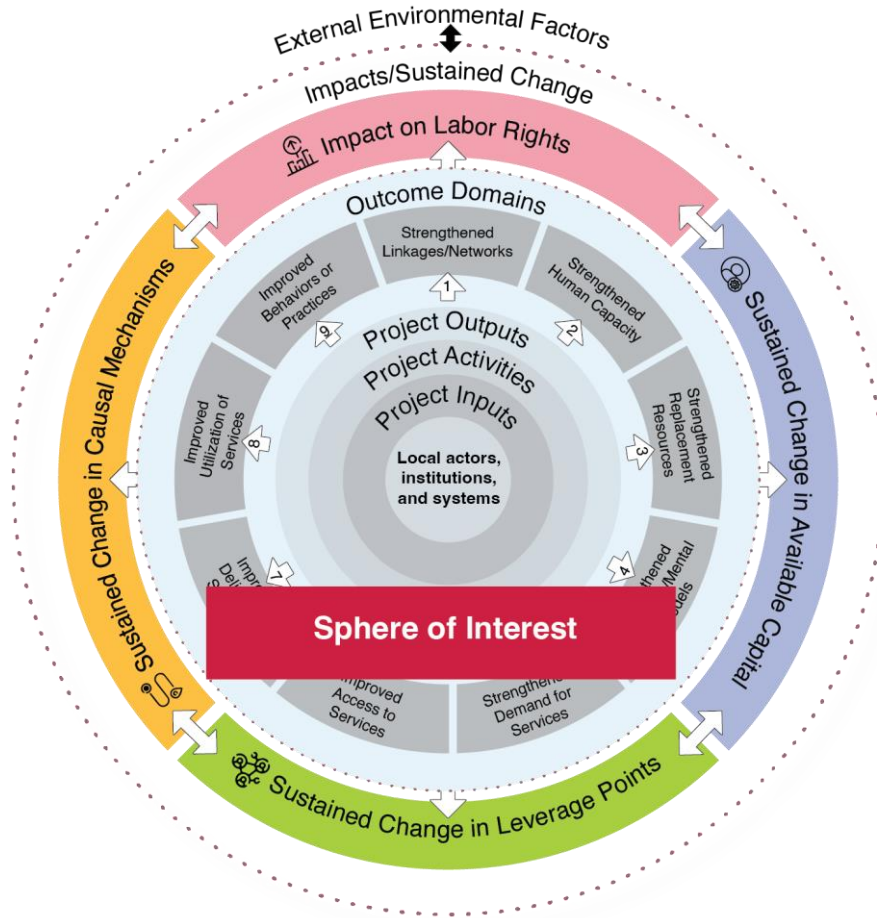 External Environmental Factors
Impacts/Sustained Change
Impact on Labor Rights
Outcome Domains
Strengthened
Linkages/Networks
Strengthened
Human Capacity
Strengthened
Replacement
Resources
Improved
Behaviors or
Practices
Improved
Utilization of
Services
1
2
3
4
7
8
9
Project Outputs
Project Activities
Project Inputs
Local actors,
institutions,
and systems
/Mental
Sphere of Interest
Improved
Access to
Services
Demand for
Services
Sustained Change in Causal Mechanisms
Sustained Change in Available Capital
Sustained Change in Leverage Points